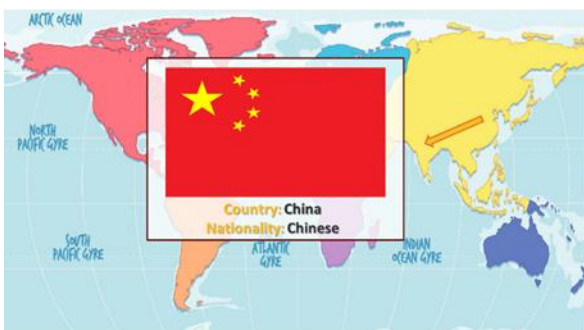 ARCTIC OCEAN
NORTH
PACIFIC GYRE
Country: China
Nationality: Chinese
SOUTH
PACIFIC GYRE
ATLANTIC
GYRE
INDIAN
OCEAN GYRE